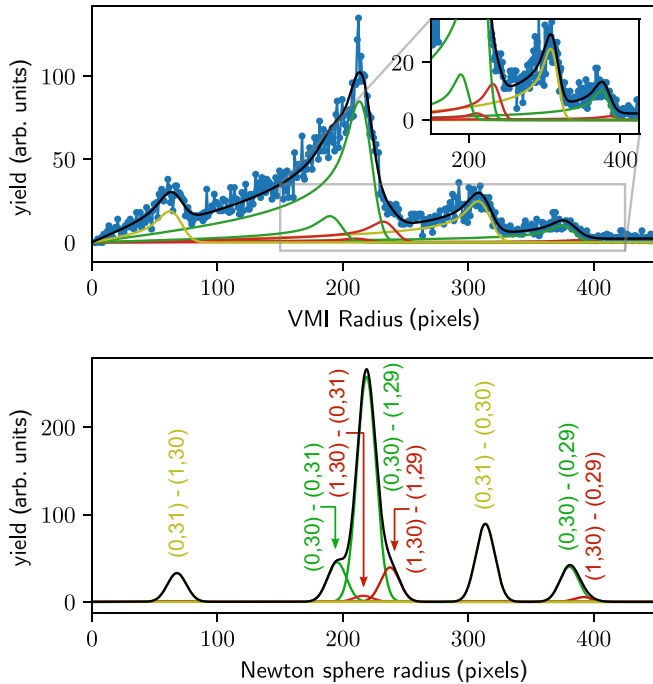 100
50
0
yield (arb. units)
20
0
200
400
0
100
200
300
400
VMI Radius (pixels)
200
100
0
yield (arb. units)
(0,31) - (1,30)
(0,30) - (0,31)
(1,30) - (0,31)
(0,30) - (1,29)
(1,30) - (1,29)
(0,31) - (0,30)
(0,30) - (0,29)
(1,30) - (0,29)
0
100
200
300
400
Newton sphere radius (pixels)